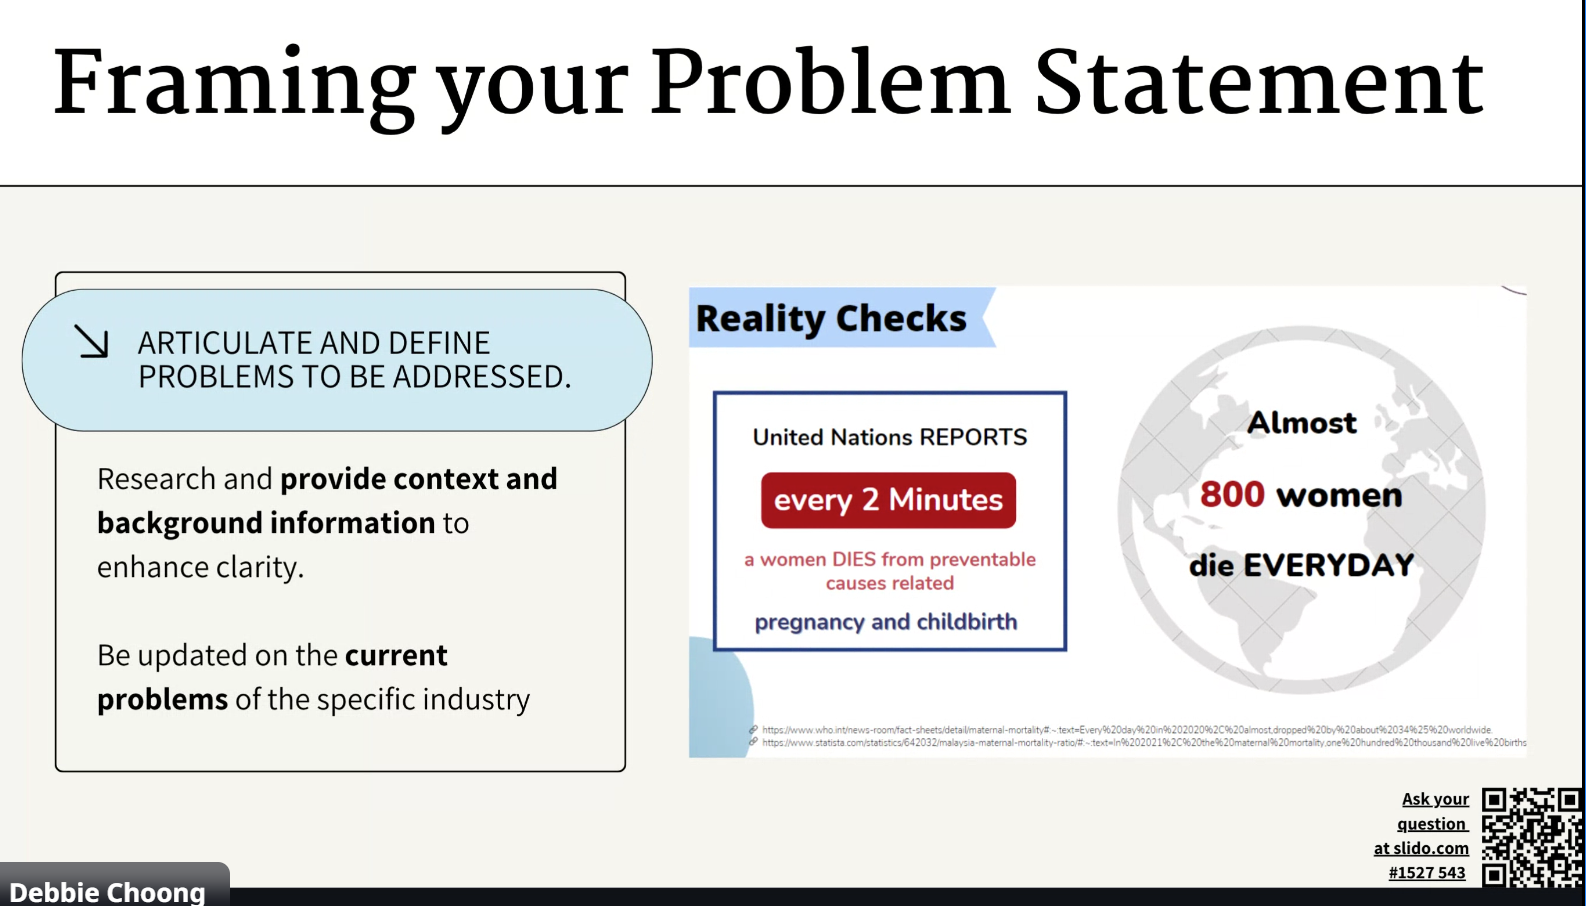 Framing your Problem Statement
ARTICULATE AND DEFINE
PROBLEMS TO BE ADDRESSED.
Research and provide context and
background information to
enhance clarity.
Be updated on the current
problems of the specific industry
Reality Checks
United Nations REPORTS
every 2 Minutes
a women DIES from preventable
causes related
pregnancy and childbirth
Almost
800 women
die EVERYDAY
https://www.who.int/news-room/fact-sheets/detail/maternal-mortality#:~:text=Every%20day%20in%202020%2C%20almost,dropped%20by%20about%2034%25%20worldwide.
https://www.statista.com/statistics/642032/malaysia-maternal-mortality-ratio/#:~:text=In%202021%2C%20the%20maternal%20mortality,one%20hundred%20thousand%20live%20births
Ask your
question
at slido.com
#1527 543
Debbie Choong